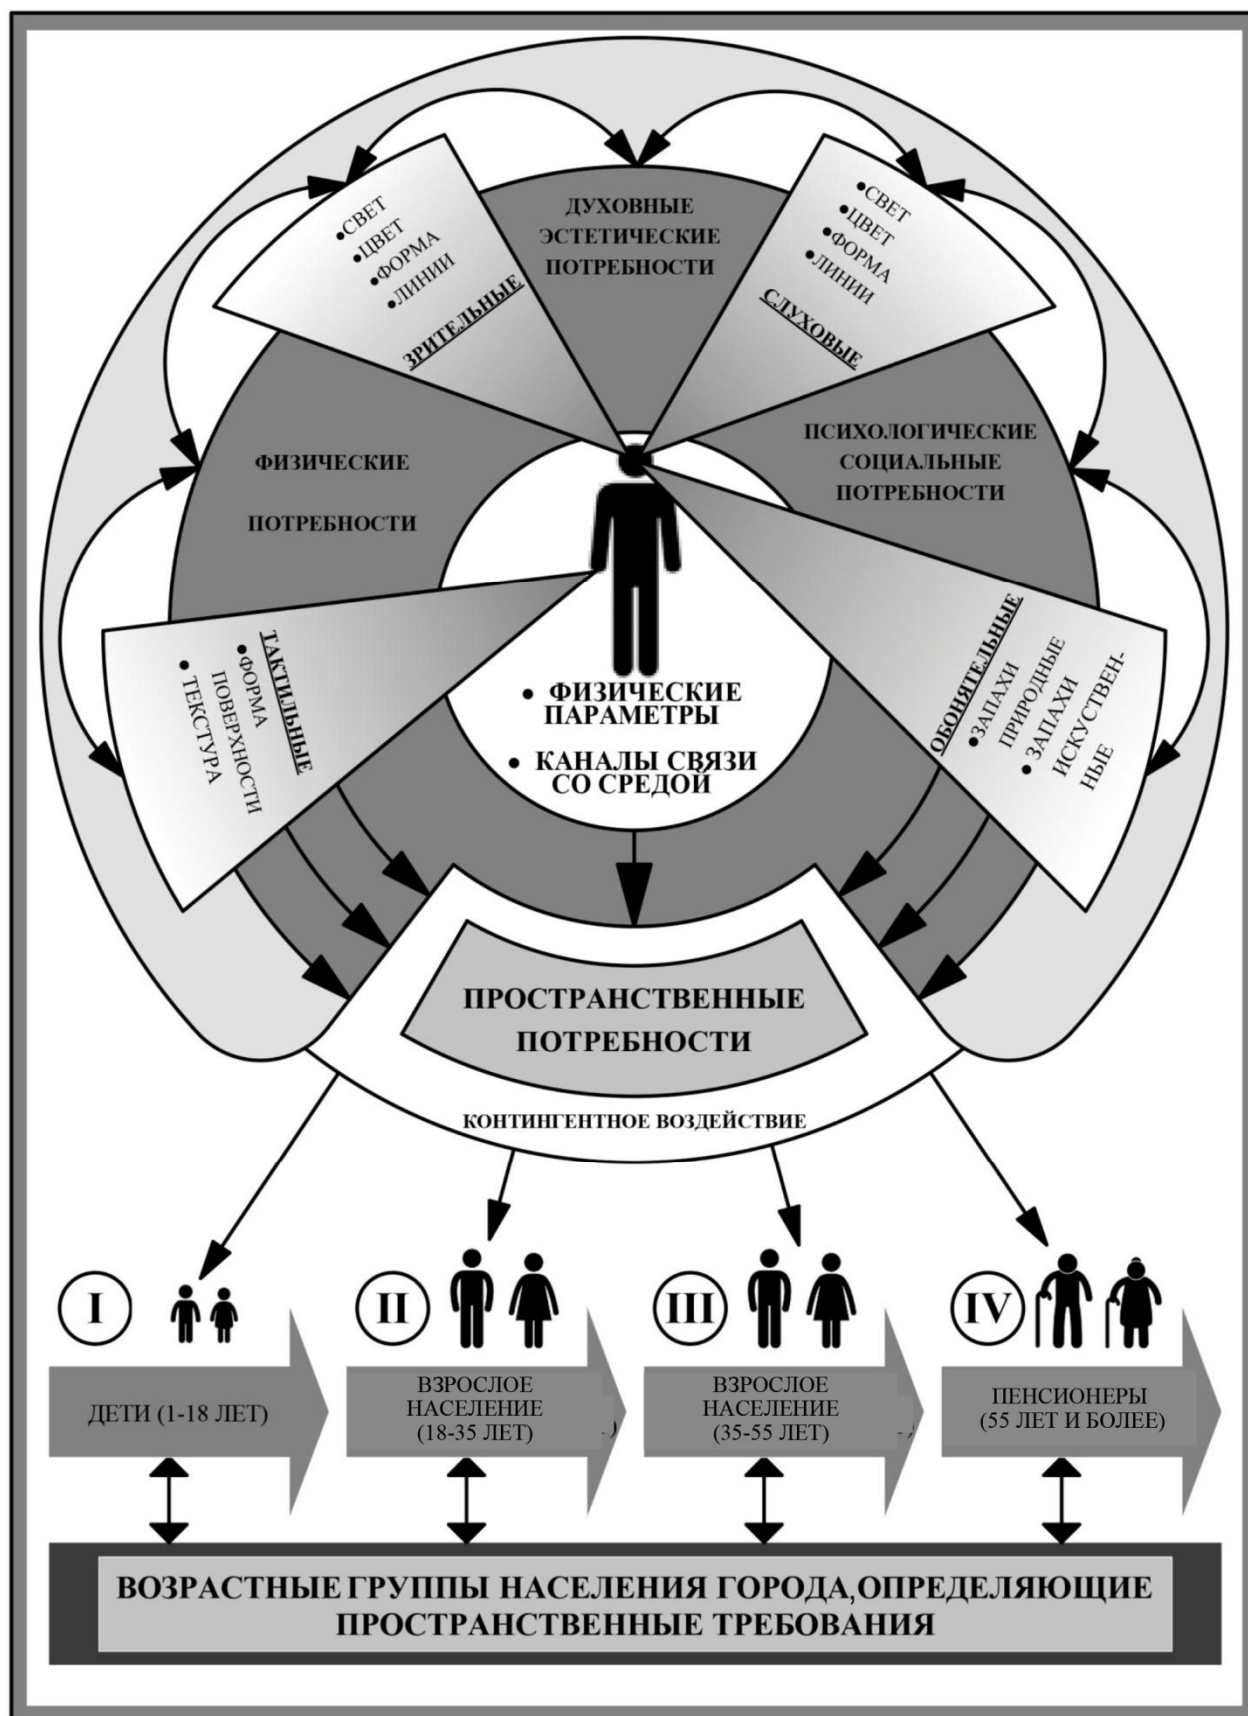 ДУХОВНЫЕ
ЭСТЕТИЧЕСКИЕ
ПОТРЕБНОСТИ
●СВЕТ
●ЦВЕТ
●ФОРМА
●ЛИНИИ
ЗРИТЕЛЬНЫЕ
●СВЕТ
●ЦВЕТ
●ФОРМА
●ЛИНИИ
СЛУХОВЫЕ
ФИЗИЧЕСКИЕ
ПОТРЕБНОСТИ
ПСИХОЛОГИЧЕСКИЕ
СОЦИАЛЬНЫЕ
ПОТРЕБНОСТИ
ТАКТИЛЬНЫЕ
● ФОРМА
ПОВЕРХНОСТИ
● ТЕКСТУРА
ОБОНЯТЕЛЬНЫЕ
●ЗАПАХИ
ПРИРОДНЫЕ
● ЗАПАХИ
ИСКУСТВЕН-
НЫЕ
● ФИЗИЧЕСКИЕ
ПАРАМЕТРЫ
● КАНАЛЫ СВЯЗИ
СО СРЕДОЙ
ПРОСТРАНСТВЕННЫЕ
ПОТРЕБНОСТИ
КОНТИНГЕНТНОЕ ВОЗДЕЙСТВИЕ
I
ДЕТИ (1-18 ЛЕТ)
II
ВЗРОСЛОЕ
НАСЕЛЕНИЕ
(18-35 ЛЕТ)
III
ВЗРОСЛОЕ
НАСЕЛЕНИЕ
(35-55 ЛЕТ)
IV
ПЕНСИОНЕРЫ
(55 ЛЕТ И БОЛЕЕ)
ВОЗРАСТНЫЕ ГРУППЫ НАСЕЛЕНИЯ ГОРОДА,ОПРЕДЕЛЯЮЩИЕ
ПРОСТРАНСТВЕННЫЕ ТРЕБОВАНИЯ